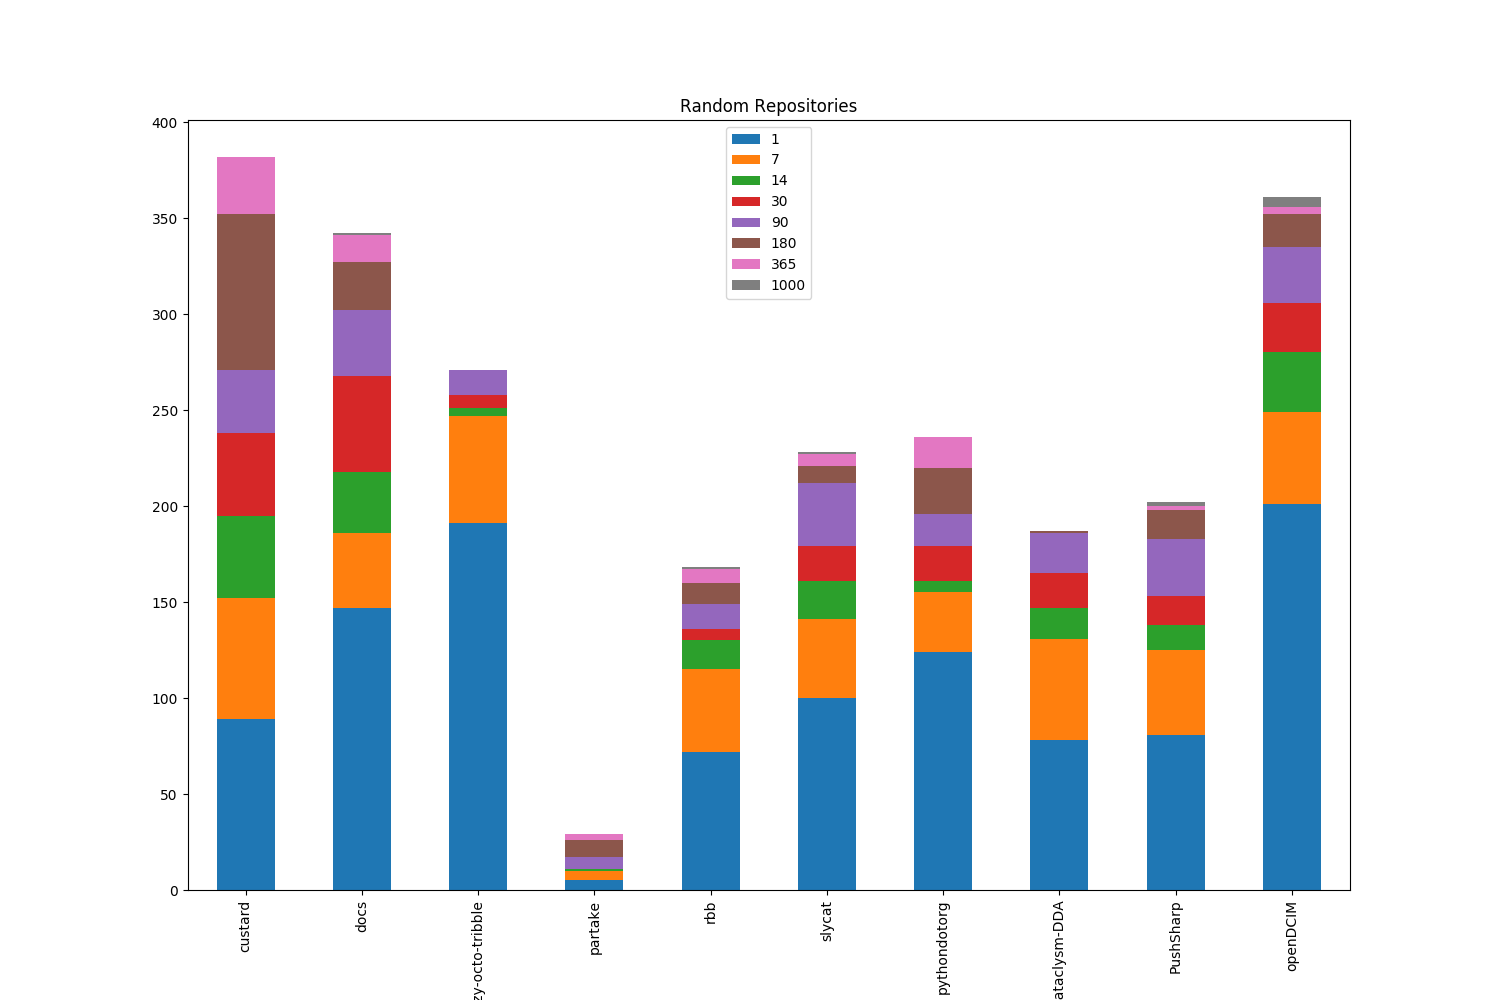 Random Repositories
400
350
300
250
200
150
100
50
0
1
7
14
30
90
180
365
1000
custard
docs
zy-octo-tribble
partake
rbb
slycat
pythondotorg
ataclysm-DDA
PushSharp
openDCIM